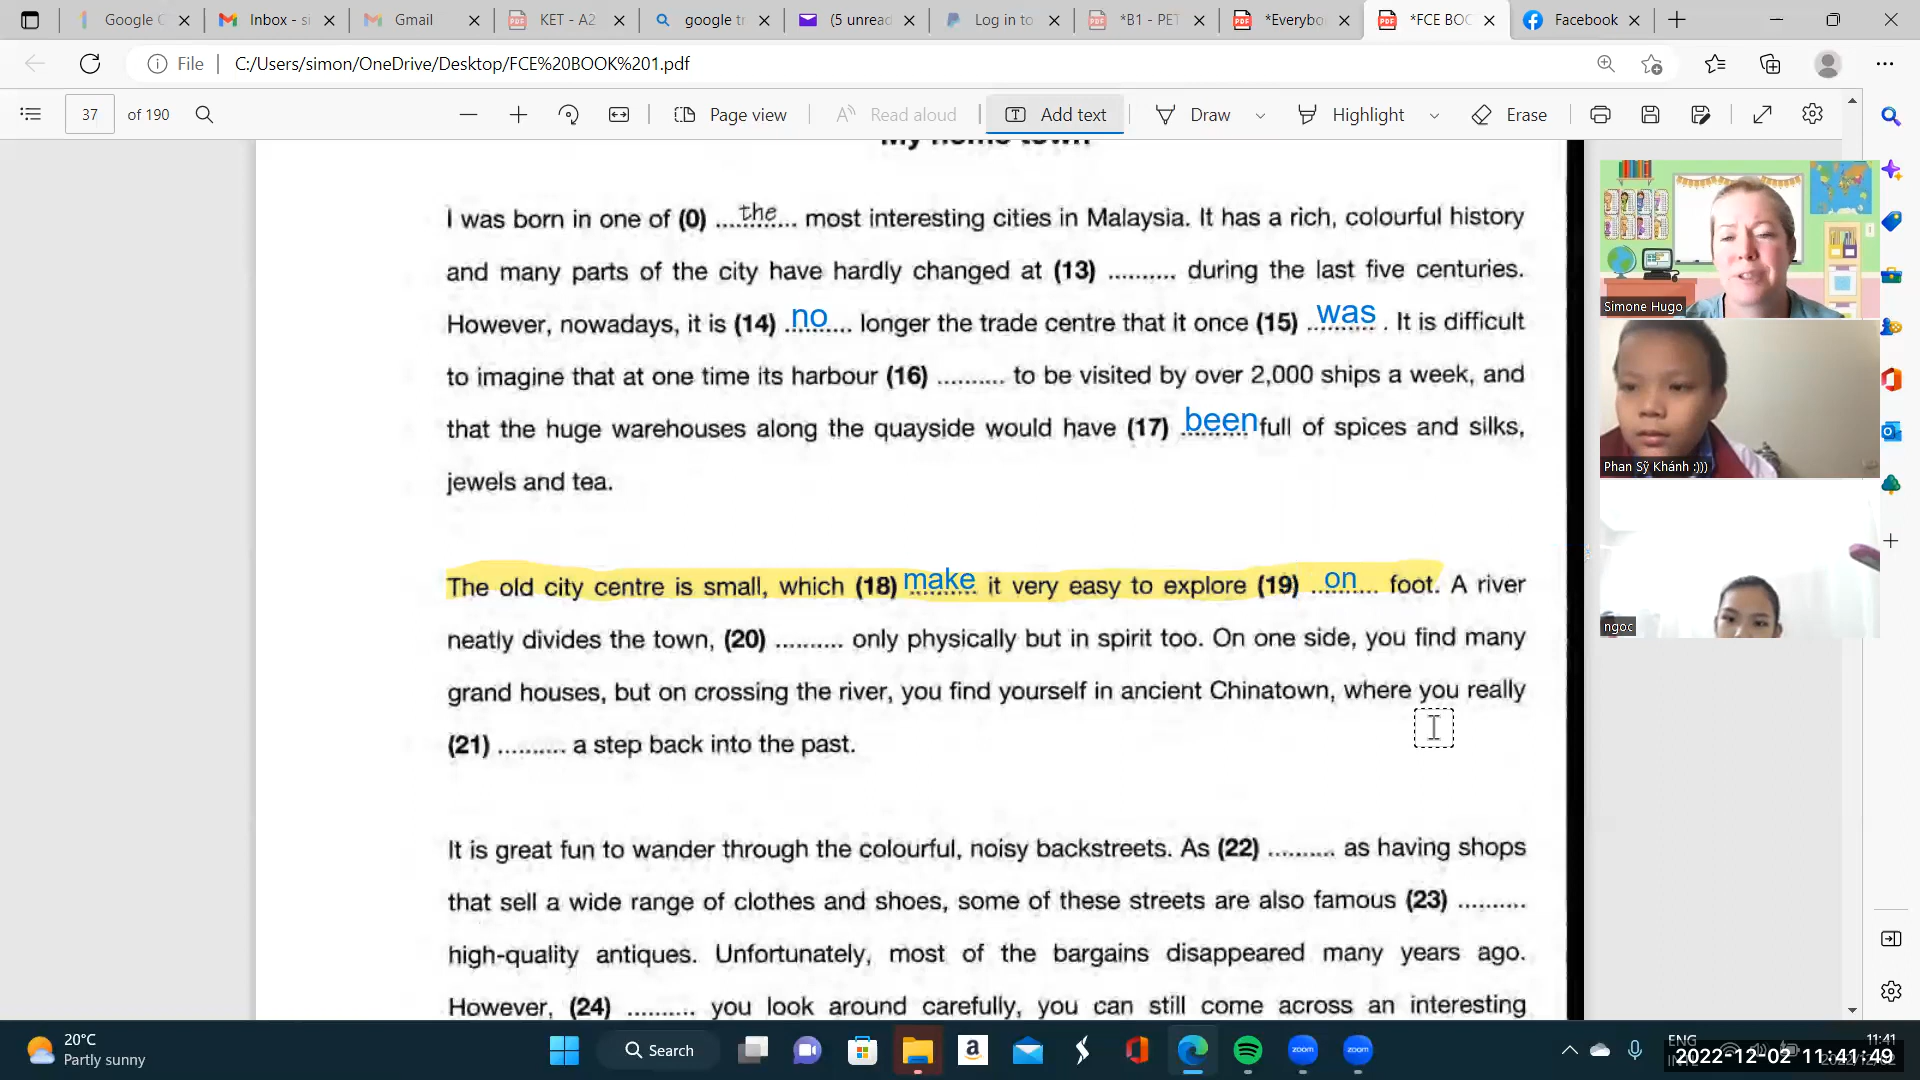 Google C
Inbox - si
Gmail
KET - A2
google tr
(5 unread
Log in to
*B1 - PET
*Everybo
*FCE BOO
Facebook
File
C:/Users/simon/OneDrive/Desktop/FCE%20BOOK%201.pdf
37 of 190
Page view
Read aloud
Add text
Draw
Highlight
Erase
My home town
I was born in one of (0) ...the... most interesting cities in Malaysia. It has a rich, colourful history
and many parts of the city have hardly changed at (13) .......... during the last five centuries.
However, nowadays, it is (14) no longer the trade centre that it once (15) was . It is difficult
to imagine that at one time its harbour (16) .......... to be visited by over 2,000 ships a week, and
that the huge warehouses along the quayside would have (17) been full of spices and silks,
jewels and tea.
The old city centre is small, which (18) make it very easy to explore (19) on foot. A river
neatly divides the town, (20) .......... only physically but in spirit too. On one side, you find many
grand houses, but on crossing the river, you find yourself in ancient Chinatown, where you really
(21) .......... a step back into the past.
It is great fun to wander through the colourful, noisy backstreets. As (22) .......... as having shops
that sell a wide range of clothes and shoes, some of these streets are also famous (23) ..........
high-quality antiques. Unfortunately, most of the bargains disappeared many years ago.
However, (24) .......... you look around carefully, you can still come across an interesting
Simone Hugo
Phan Sỹ Khánh :)))
ngoc
20°C
Partly sunny
Search
zoom
zoom
ENG
11:41
2022-12-02 11:41:49